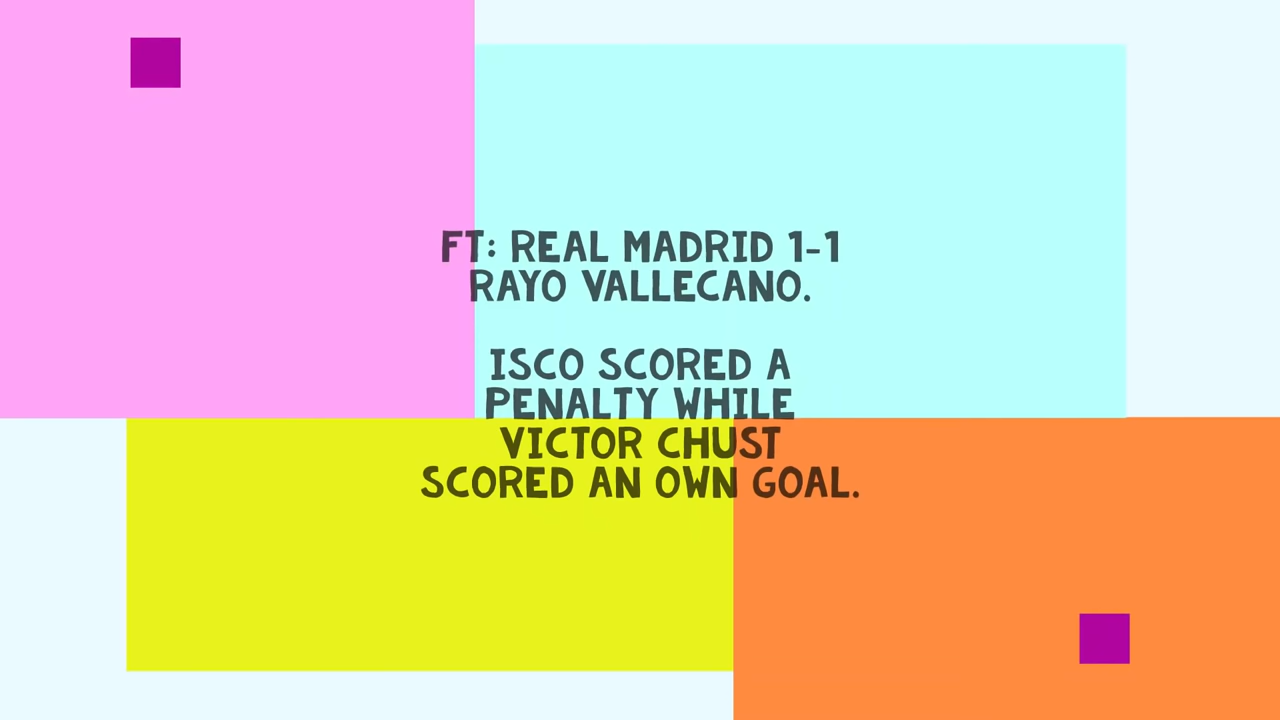 FT: REAL MADRID 1-1
RAYO VALLECANO.
ISCO SCORED A
PENALTY WHILE
VICTOR CHUST
SCORED AN OWN GOAL.